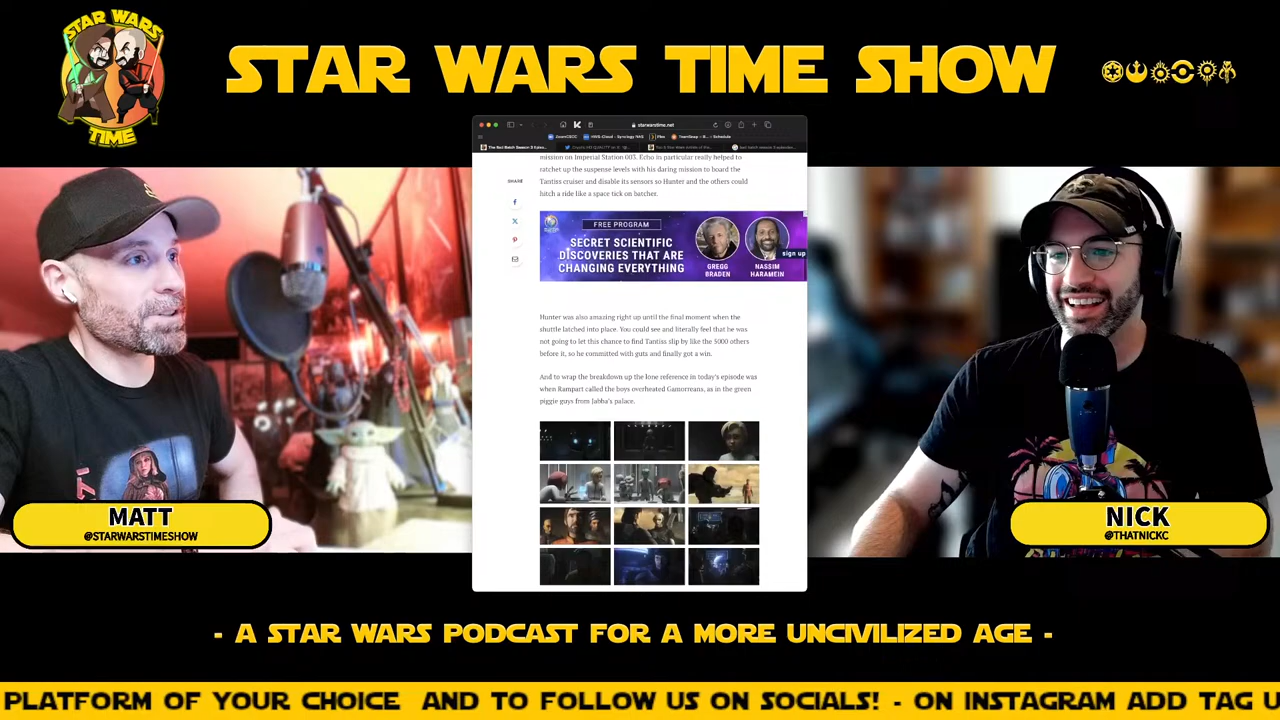 STAR WARS
TIME
STAR WARS TIME SHOW
starwarstime.net
mission on Imperial Station 003. Echo in particular really helped to
ratchet up the suspense levels with his daring mission to board the
Tantiss cruiser and disable its sensors so Hunter and the others could
hitch a ride like a space tick on batcher.
SHARE
FREE PROGRAM
SECRET SCIENTIFIC
DISCOVERIES THAT ARE
CHANGING EVERYTHING
GREGG
BRADEN
NASSIM
HARAMEIN
sign up
Hunter was also amazing right up until the final moment when the
shuttle latched into place. You could see and literally feel that he was
not going to let this chance to find Tantiss slip by like the 5000 others
before it, so he committed with guts and finally got a win.
And to wrap the breakdown up the lone reference in today's episode was
when Rampart called the boys overheated Gamorreans, as in the green
piggie guys from Jabba's palace.
MATT
@STARWARSTIMESHOW
NICK
@THATNICKC
- A STAR WARS PODCAST FOR A MORE UNCIVILIZED AGE -
PLATFORM OF YOUR CHOICE AND TO FOLLOW US ON SOCIALS! - ON INSTAGRAM ADD TAG U